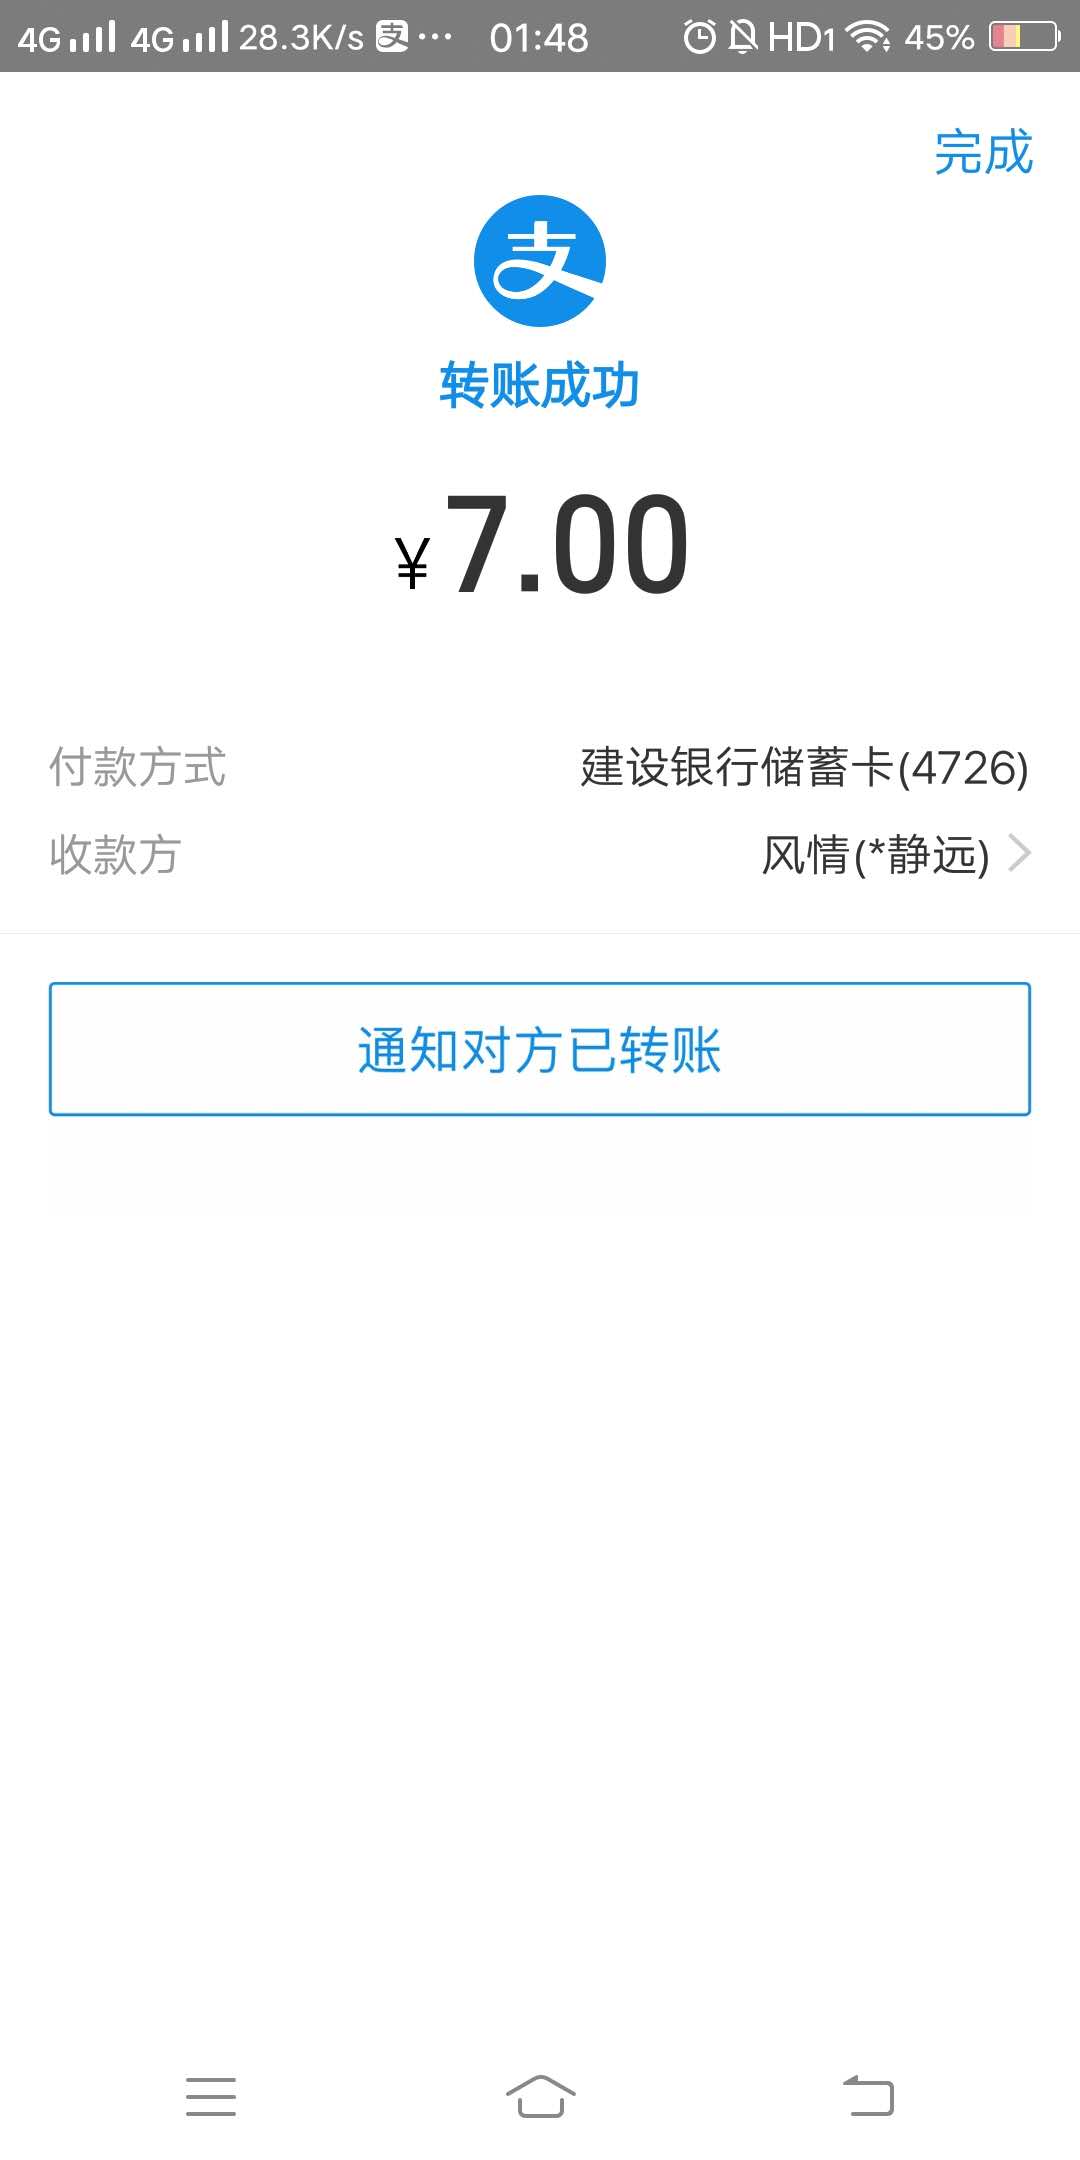 4G 4G 28.3K/s 支 ··· 01:48 HD1 45%
完成
支
转账成功
¥7.00
付款方式 建设银行储蓄卡(4726)
收款方 风情(*静远)
通知对方已转账